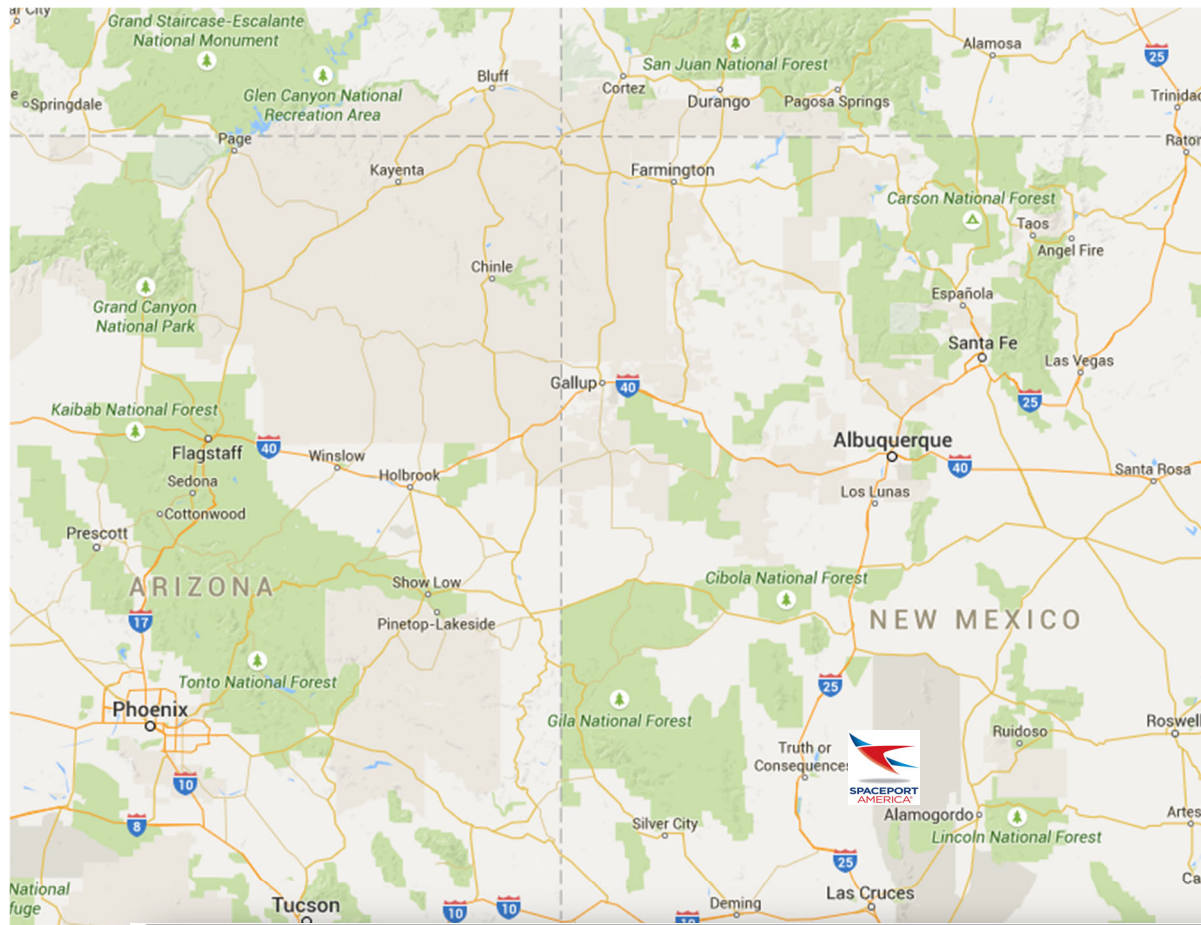 ar City
Grand Staircase-Escalante
National Monument
Alamosa
25
San Juan National Forest
Bluff
Cortez
Durango
Pagosa Springs
Springdale
Glen Canyon National
Recreation Area
Trinidad
Page
Raton
Kayenta
Farmington
Carson National Forest
Taos
Angel Fire
Chinle
Española
Grand Canyon
National Park
Santa Fe
Las Vegas
Gallup
40
25
Kaibab National Forest
Flagstaff
40
Winslow
Holbrook
Albuquerque
40
Santa Rosa
Sedona
Cottonwood
Los Lunas
Prescott
ARIZONA
Show Low
Pinetop-Lakeside
Cibola National Forest
NEW MEXICO
17
Tonto National Forest
25
Phoenix
Gila National Forest
Roswell
Ruidoso
Truth or
Consequences
10
SPACEPORT
AMERICA
8
Silver City
Alamogordo
Artes
Lincoln National Forest
25
National
fuge
Ca
Las Cruces
Tucson
10
10
Deming
10